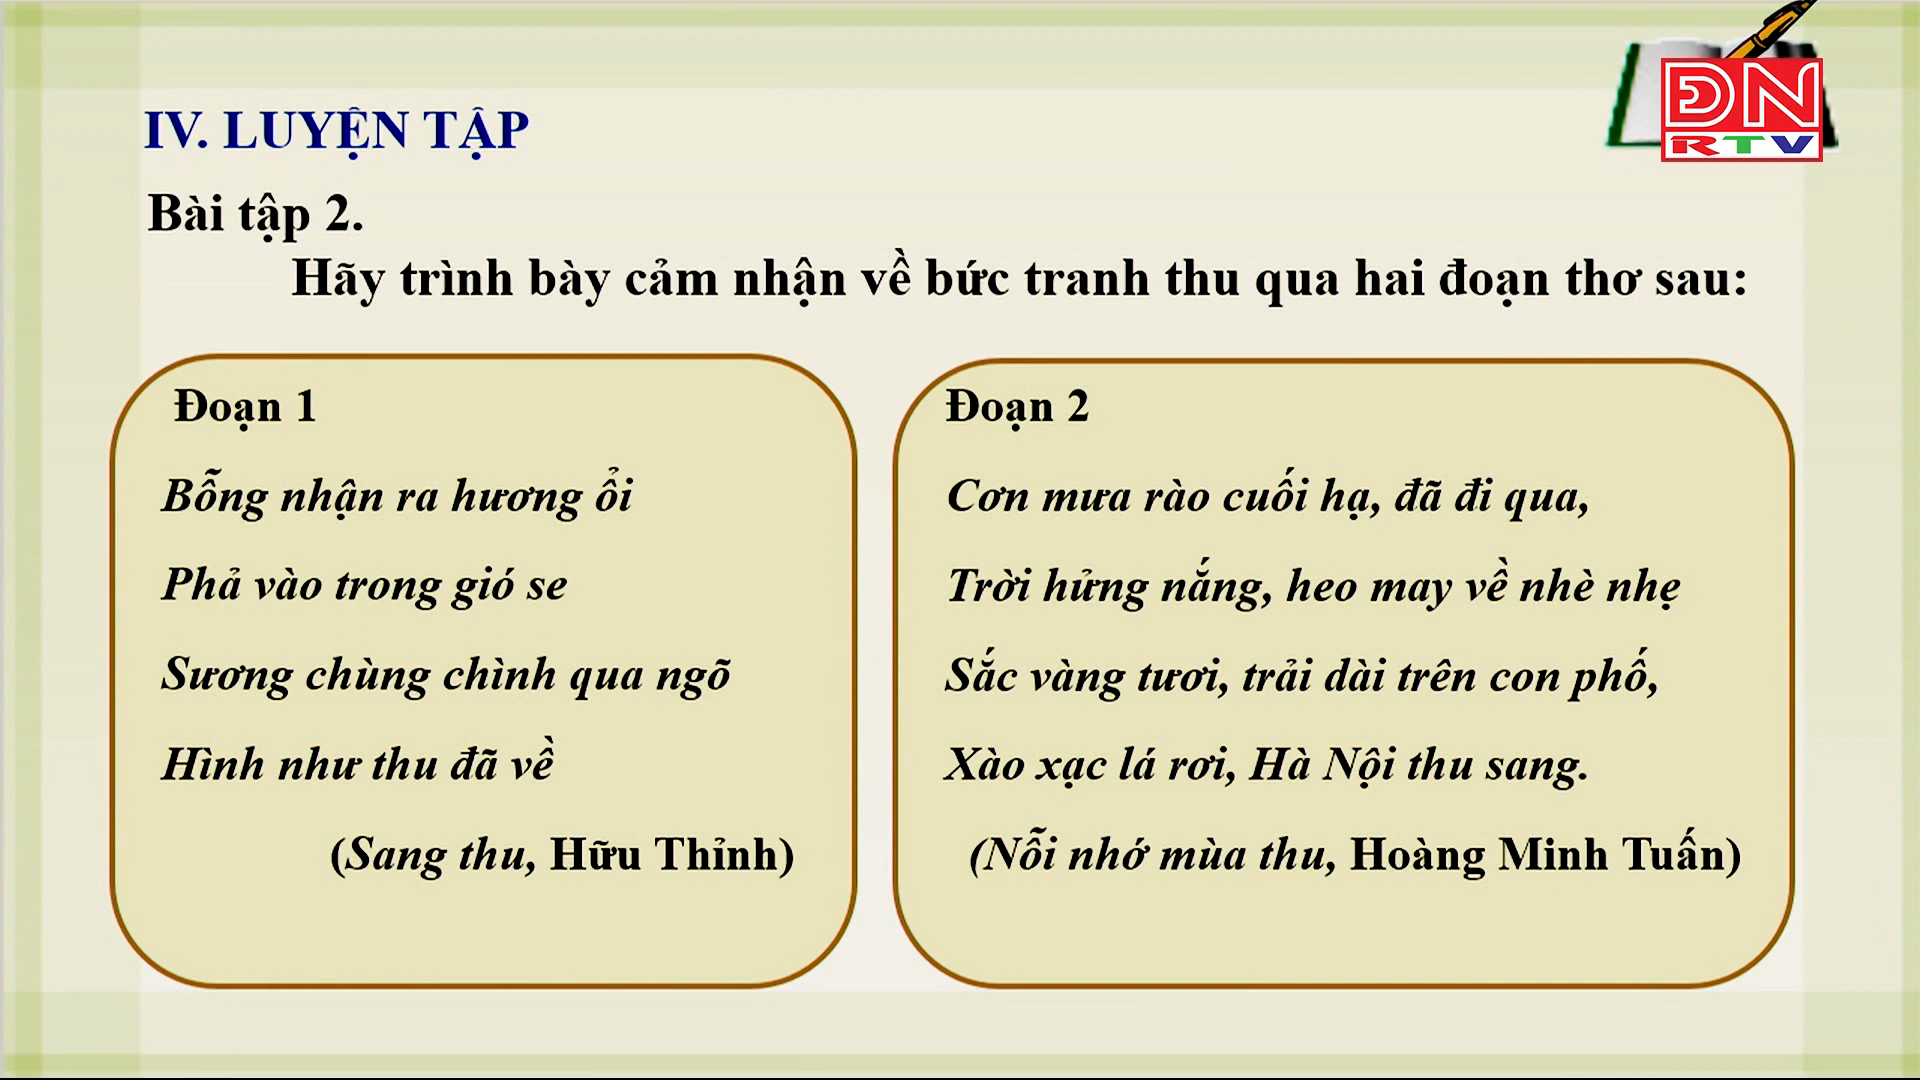 IV. LUYỆN TẬP
Bài tập 2.
Hãy trình bày cảm nhận về bức tranh thu qua hai đoạn thơ sau:
Đoạn 1
Bỗng nhận ra hương ổi
Phả vào trong gió se
Sương chùng chình qua ngõ
Hình như thu đã về
(Sang thu, Hữu Thỉnh)
Đoạn 2
Cơn mưa rào cuối hạ, đã đi qua,
Trời hửng nắng, heo may về nhè nhẹ
Sắc vàng tươi, trải dài trên con phố,
Xào xạc lá rơi, Hà Nội thu sang.
(Nỗi nhớ mùa thu, Hoàng Minh Tuấn)
ĐN
RTV